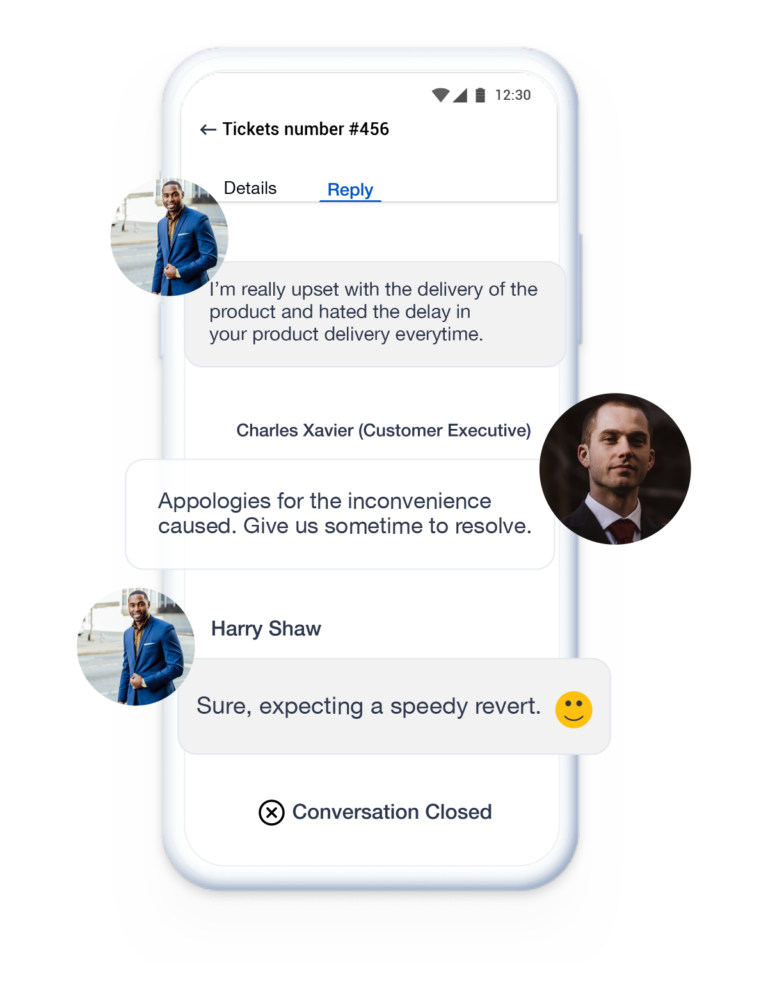 12:30
← Tickets number #456
Details
Reply
I'm really upset with the delivery of the
product and hated the delay in
your product delivery everytime.
Charles Xavier (Customer Executive)
Appologies for the inconvenience
caused. Give us sometime to resolve.
Harry Shaw
Sure, expecting a speedy revert. 🙂
Conversation Closed